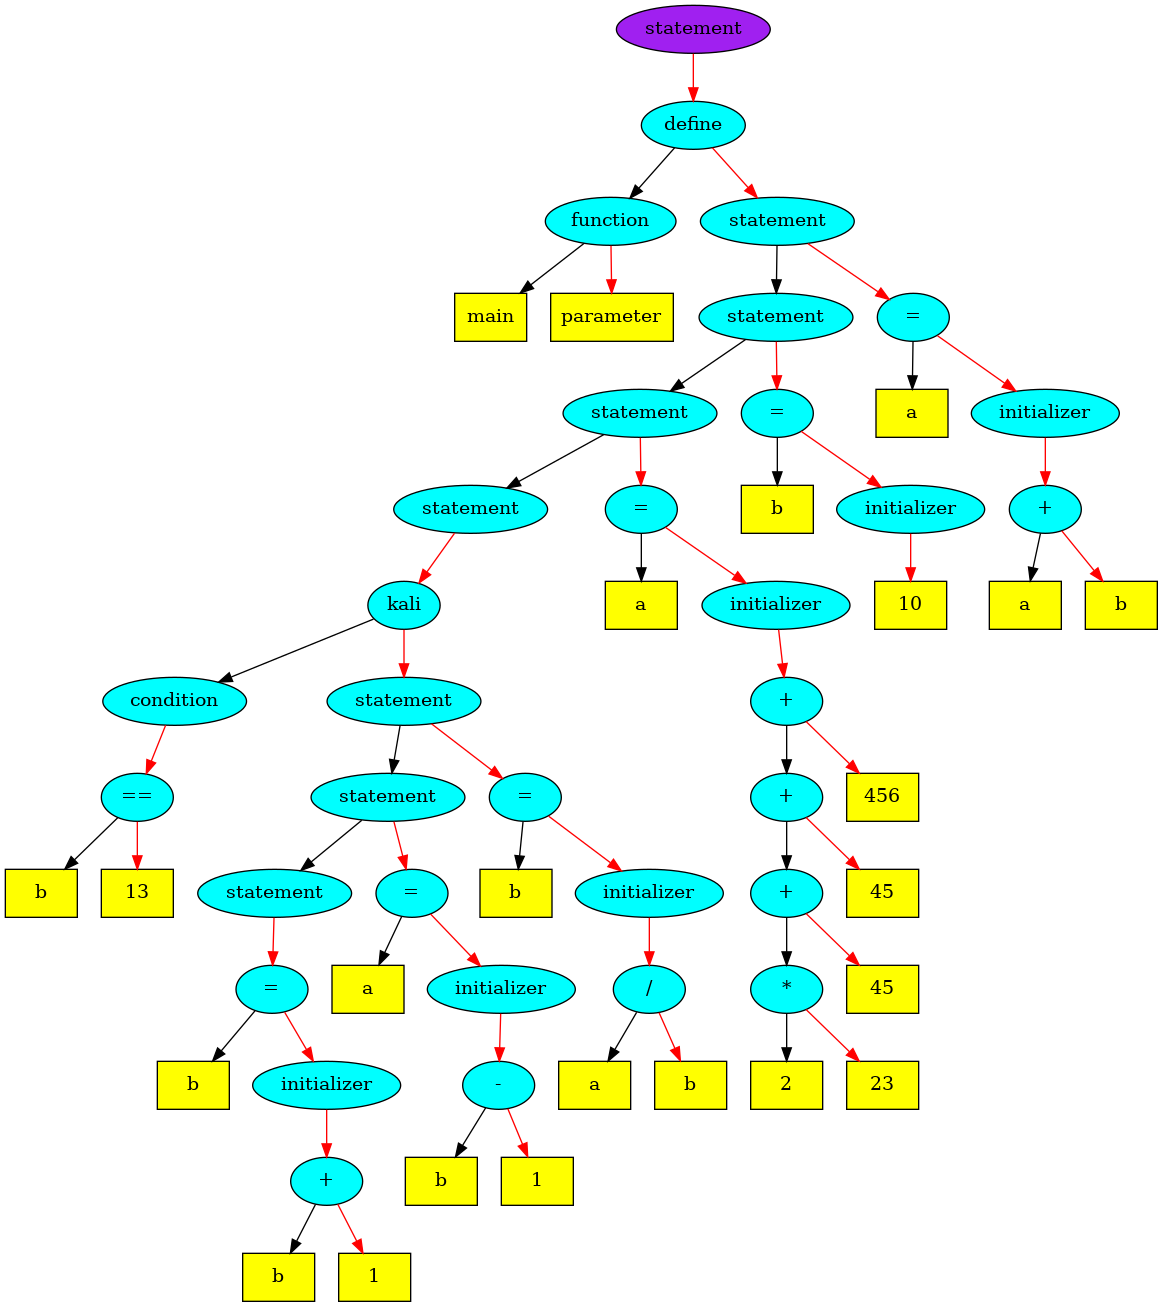 statement
define
function statement
main parameter statement =
statement = a initializer
statement = b initializer +
kali a initializer 10 a b
condition statement +
== statement = + 456
b 13 statement = b initializer + 45
= a initializer / * 45
b initializer - a b 2 23
+ b 1
b 1